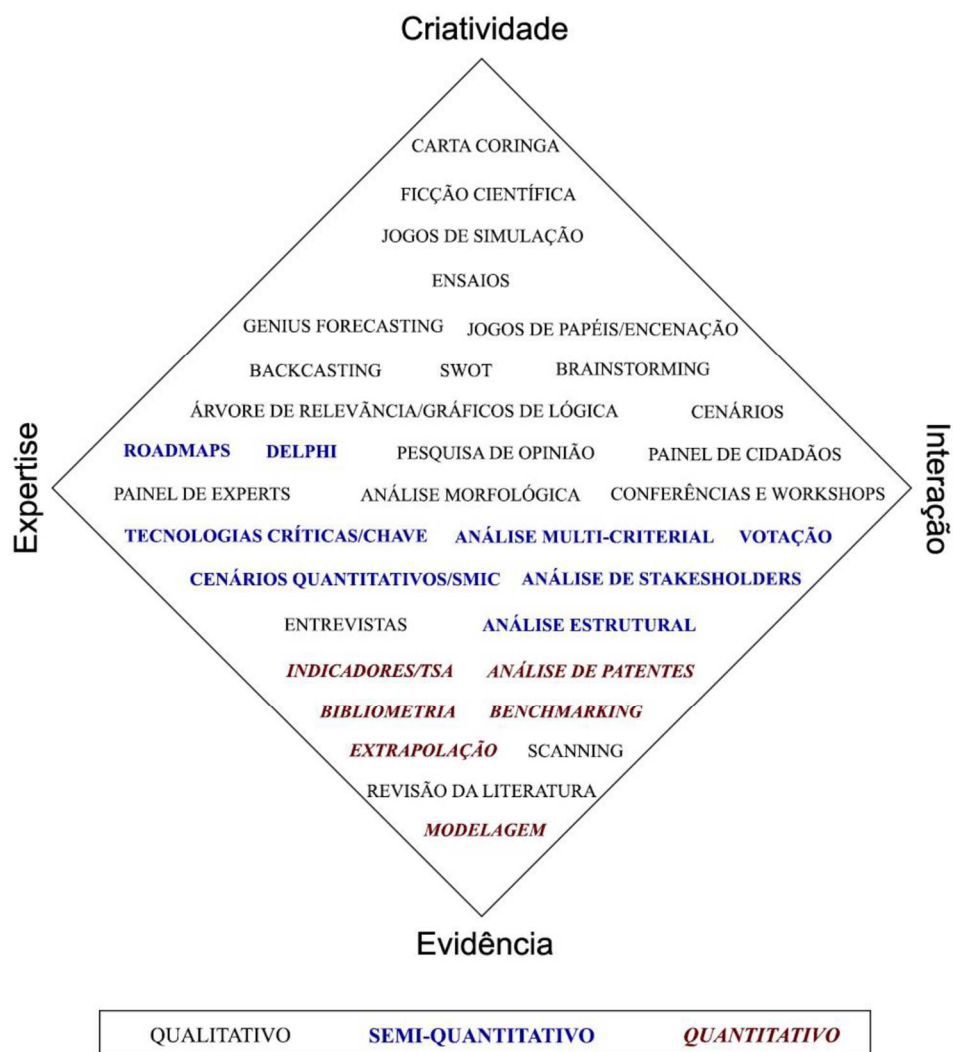 Criatividade
CARTA CORINGA
FICÇÃO CIENTÍFICA
JOGOS DE SIMULAÇÃO
ENSAIOS
GENIUS FORECASTING JOGOS DE PAPÉIS/ENCENAÇÃO
BACKCASTING SWOT BRAINSTORMING
ÁRVORE DE RELEVÃNCIA/GRÁFICOS DE LÓGICA CENÁRIOS
ROADMAPS DELPHI PESQUISA DE OPINIÃO PAINEL DE CIDADÃOS
Expertise
Interação
PAINEL DE EXPERTS ANÁLISE MORFOLÓGICA CONFERÊNCIAS E WORKSHOPS
TECNOLOGIAS CRÍTICAS/CHAVE ANÁLISE MULTI-CRITERIAL VOTAÇÃO
CENÁRIOS QUANTITATIVOS/SMIC ANÁLISE DE STAKESHOLDERS
ENTREVISTAS ANÁLISE ESTRUTURAL
INDICADORES/TSA ANÁLISE DE PATENTES
BIBLIOMETRIA BENCHMARKING
EXTRAPOLAÇÃO SCANNING
REVISÃO DA LITERATURA
MODELAGEM
Evidência
QUALITATIVO SEMI-QUANTITATIVO QUANTITATIVO